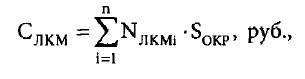 C_ЛКМ = ∑_{i=1}^{n} N_ЛКМi · S_ОКР, руб.,